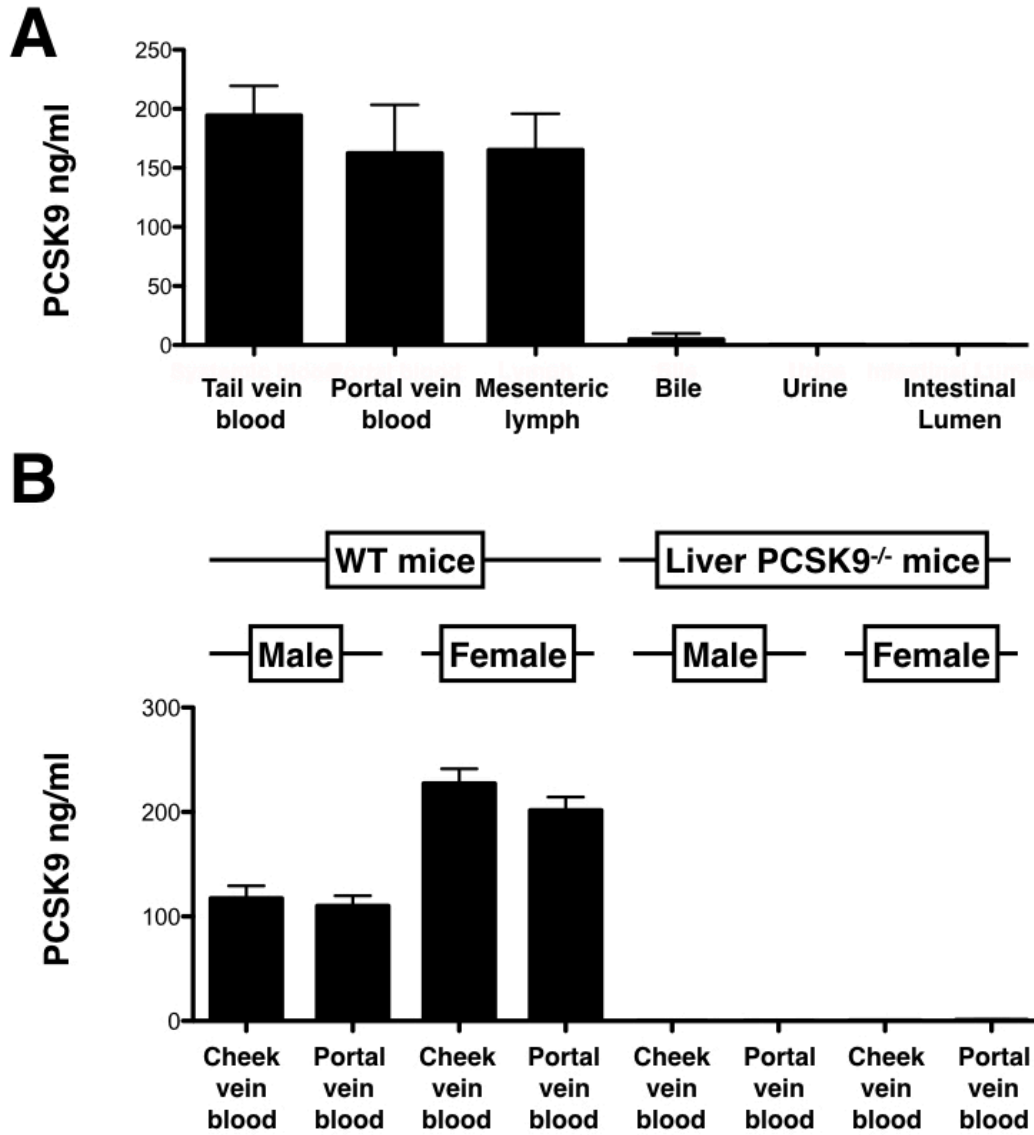 A
PCSK9 ng/ml
250
200
150
100
50
0
Tail vein blood
Portal vein blood
Mesenteric lymph
Bile
Urine
Intestinal Lumen
B
WT mice
Liver PCSK9-/- mice
Male
Female
Male
Female
PCSK9 ng/ml
300
200
100
0
Cheek vein blood
Portal vein blood
Cheek vein blood
Portal vein blood
Cheek vein blood
Portal vein blood
Cheek vein blood
Portal vein blood